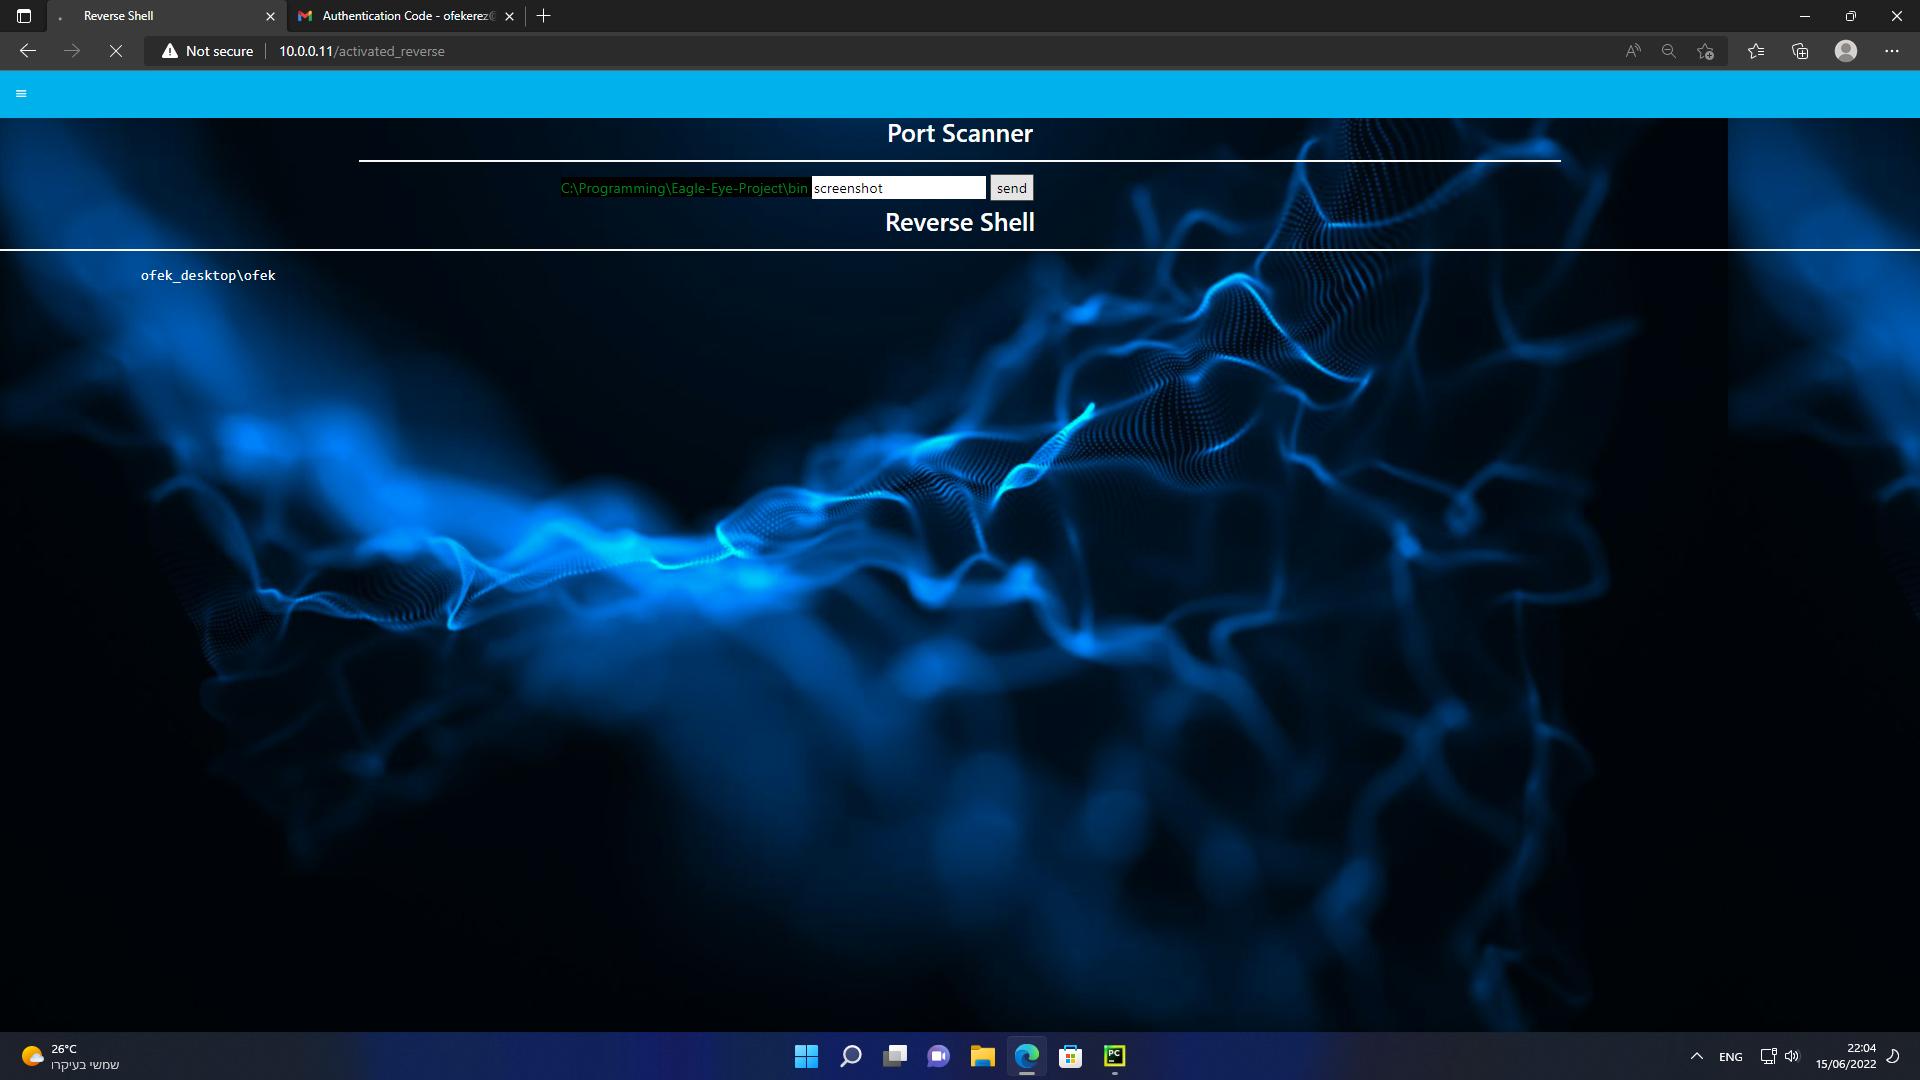 Reverse Shell
Authentication Code - ofekerez@
Not secure
10.0.0.11/activated_reverse
Port Scanner
C:\Programming\Eagle-Eye-Project\bin screenshot send
Reverse Shell
ofek_desktop\ofek
26°C
שמשי בעיקרו
PC
ENG
22:04
15/06/2022